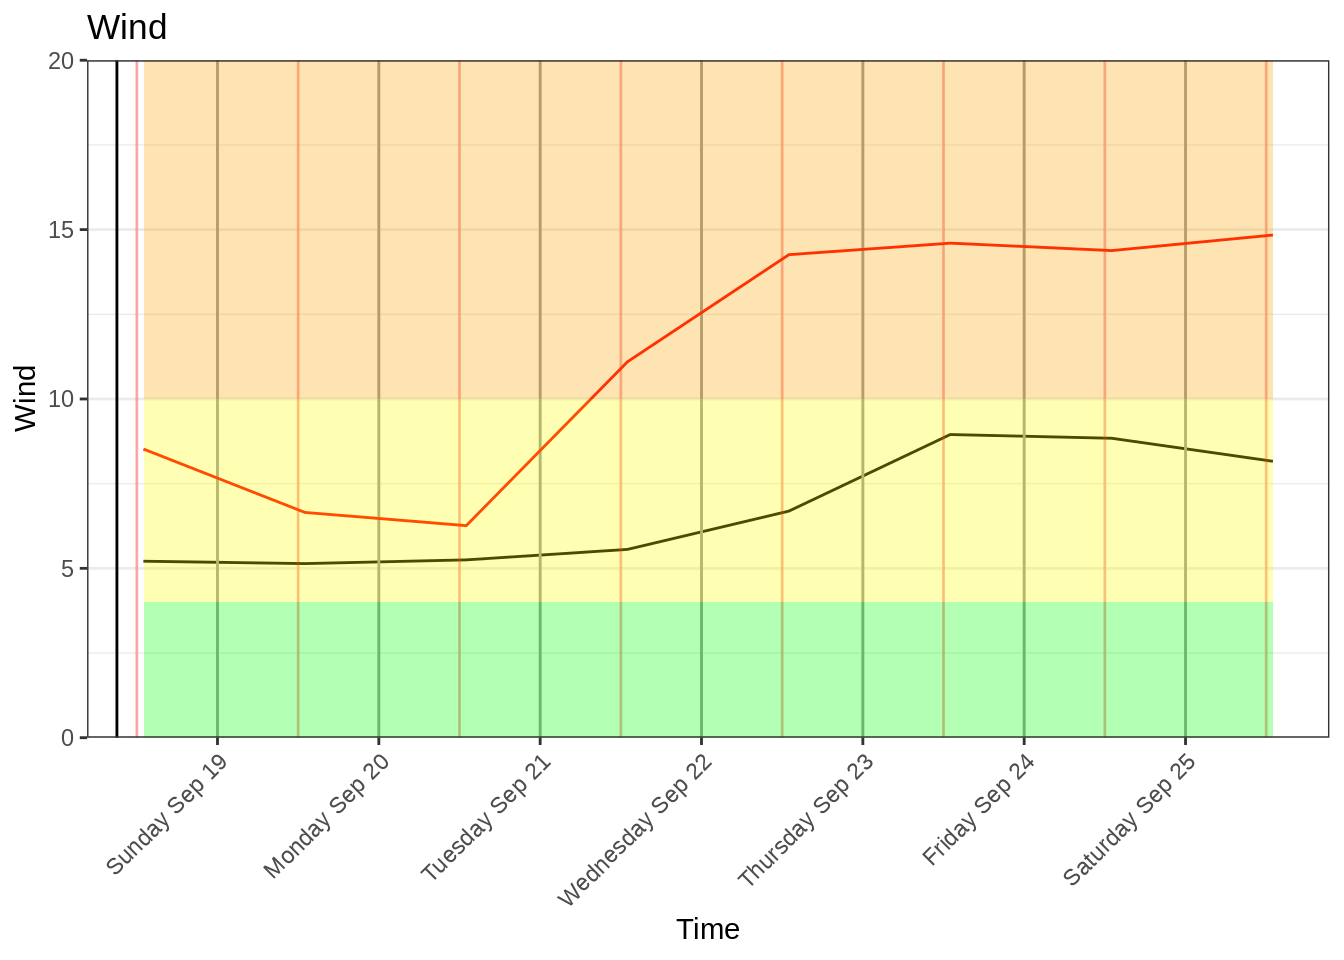 Wind
Wind
20
15
10
5
0
Sunday Sep 19
Monday Sep 20
Tuesday Sep 21
Wednesday Sep 22
Thursday Sep 23
Friday Sep 24
Saturday Sep 25
Time